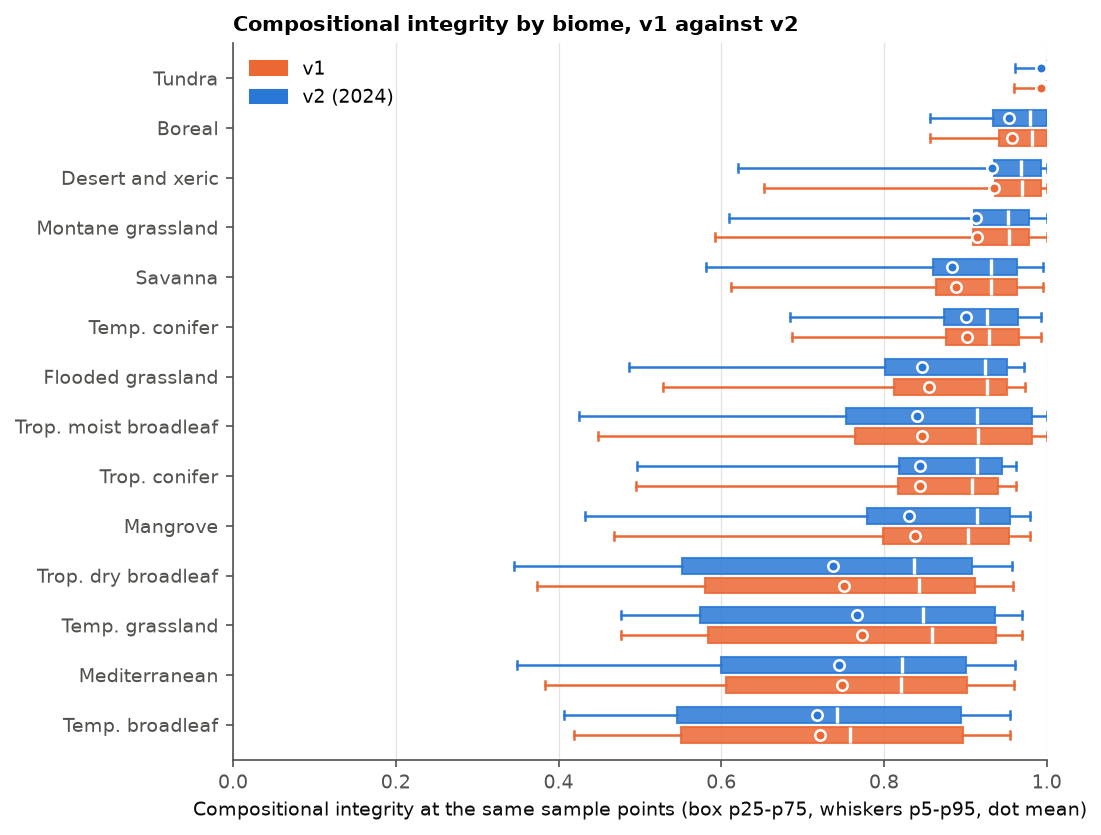 Compositional integrity by biome, v1 against v2
v1
v2 (2024)
Tundra
Boreal
Desert and xeric
Montane grassland
Savanna
Temp. conifer
Flooded grassland
Trop. moist broadleaf
Trop. conifer
Mangrove
Trop. dry broadleaf
Temp. grassland
Mediterranean
Temp. broadleaf
0.0 0.2 0.4 0.6 0.8 1.0
Compositional integrity at the same sample points (box p25-p75, whiskers p5-p95, dot mean)